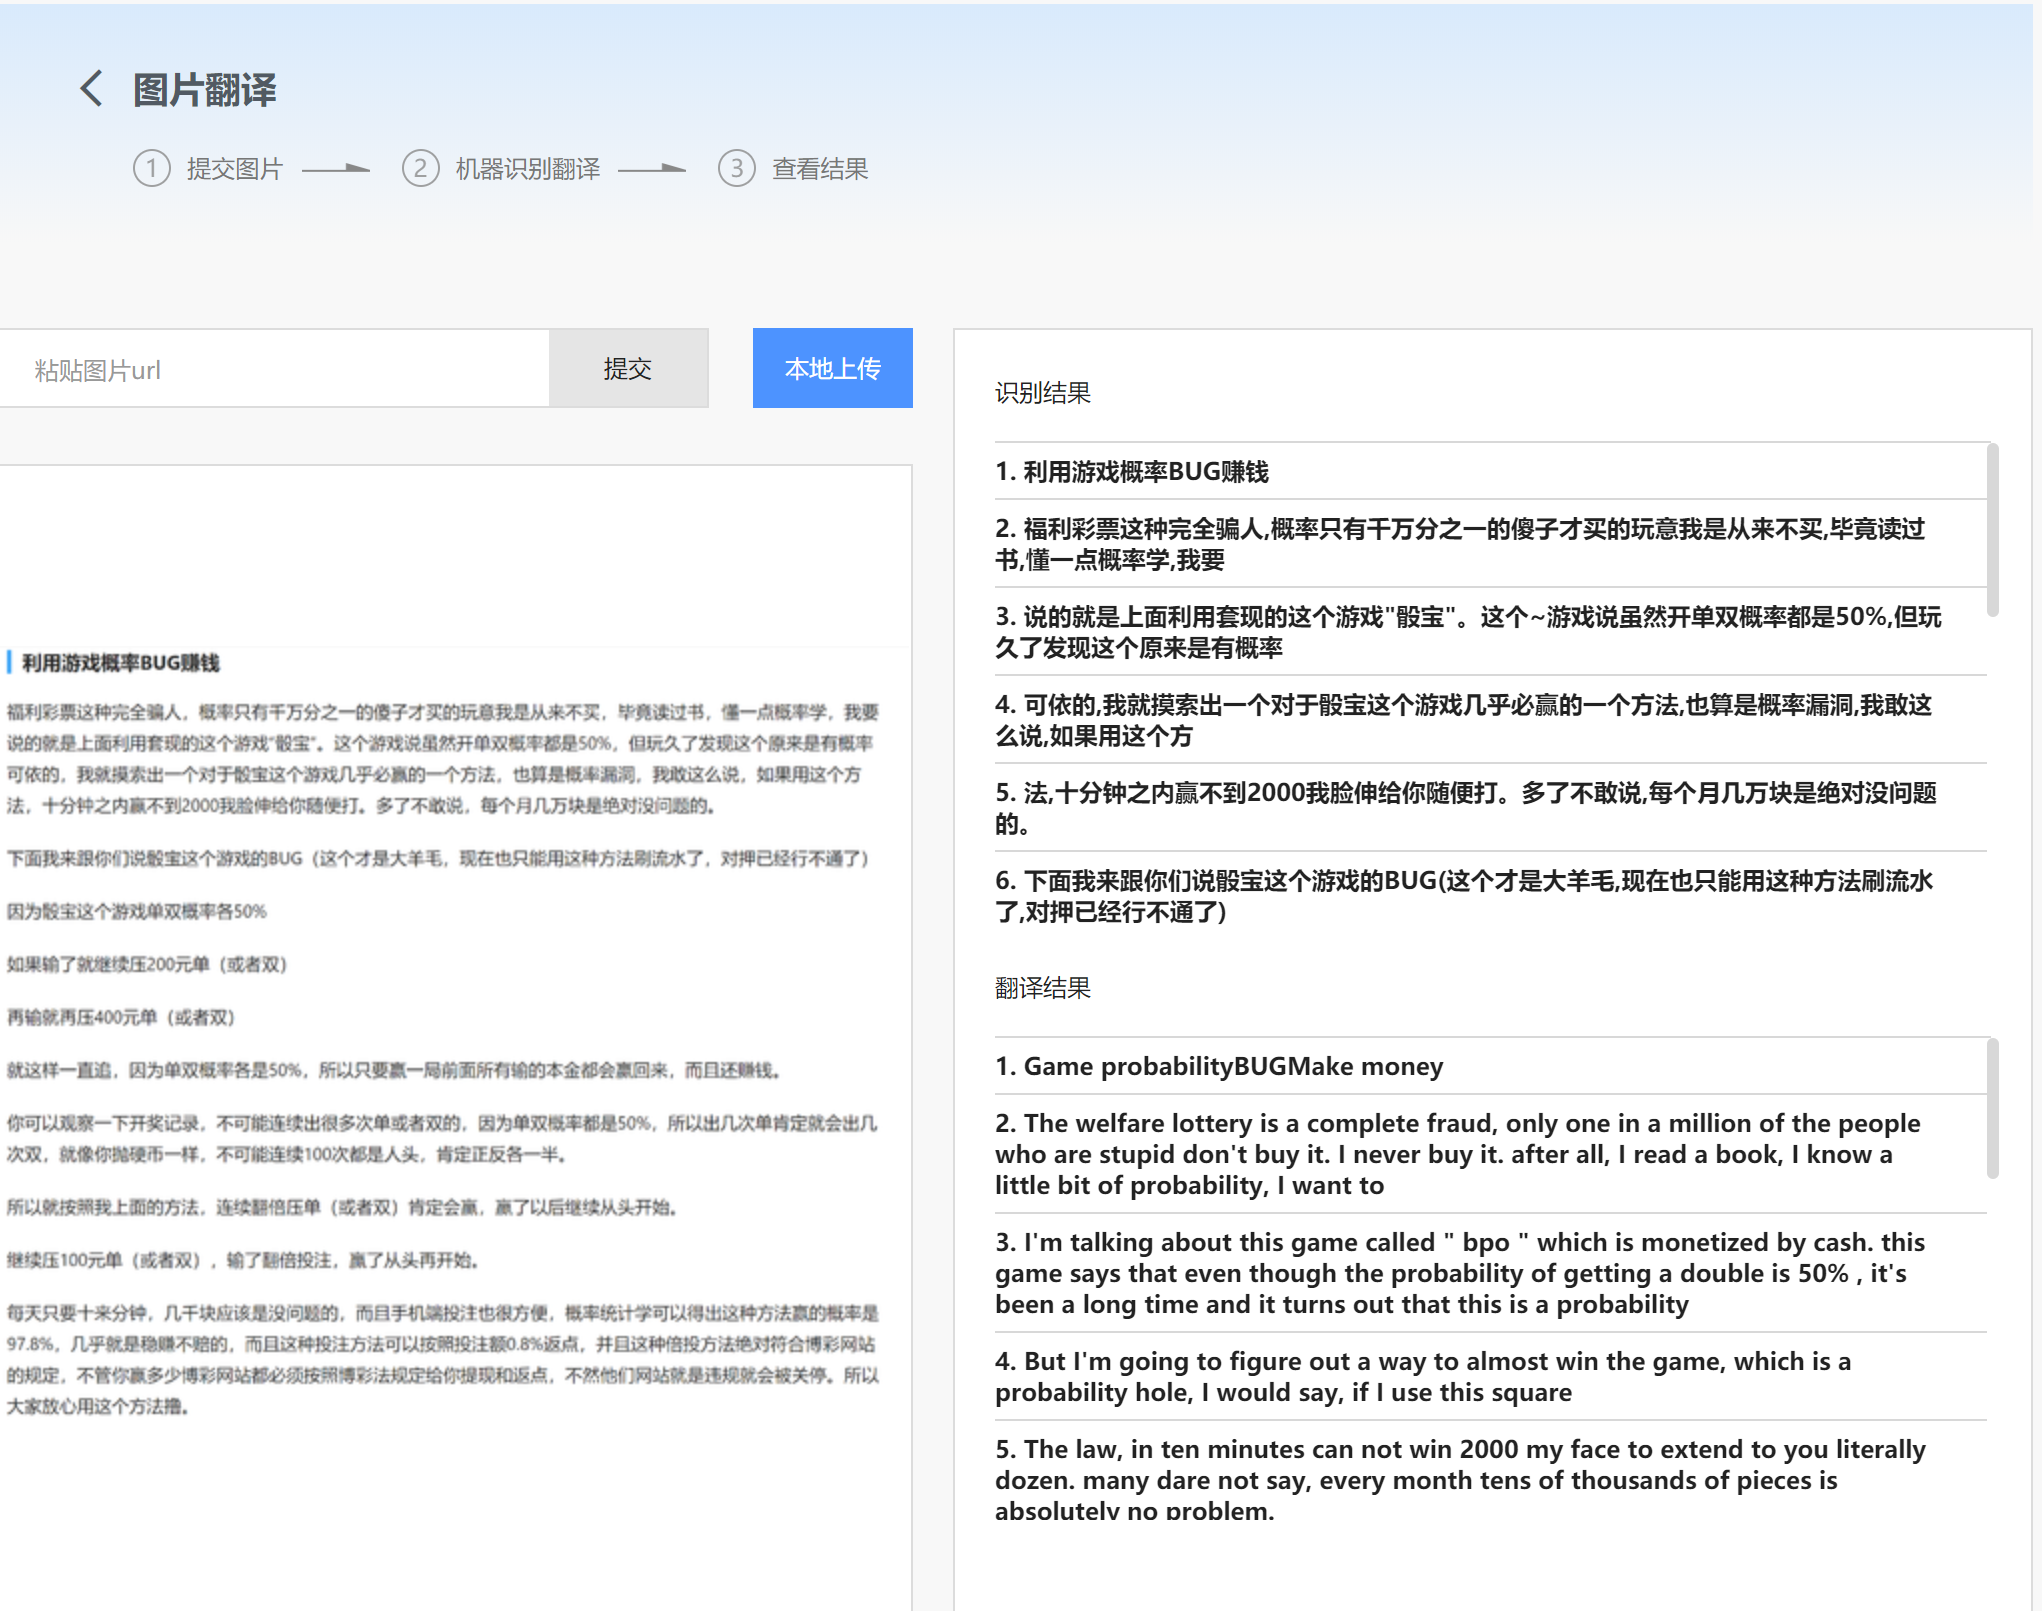 图片翻译
1 提交图片 2 机器识别翻译 3 查看结果
粘贴图片url
提交
本地上传
利用游戏概率BUG赚钱
福利彩票这种完全骗人，概率只有千万分之一的傻子才买的玩意我是从来不买，毕竟读过书，懂一点概率学，我要
说的就是上面利用套现的这个游戏“骰宝”。这个游戏说虽然开单双概率都是50%，但玩久了发现这个原来是有概率
可依的，我就摸索出一个对于骰宝这个游戏几乎必赢的一个方法，也算是概率漏洞，我敢这么说，如果用这个方
法，十分钟之内赢不到2000我脸伸给你随便打。多了不敢说，每个月几万块是绝对没问题的。
下面我来跟你们说骰宝这个游戏的BUG（这个才是大羊毛，现在也只能用这种方法刷流水了，对押已经行不通了）
因为骰宝这个游戏单双概率各50%
如果输了就继续压200元单（或者双）
再输就再压400元单（或者双）
就这样一直追，因为单双概率各是50%，所以只要赢一局前面所有输的本金都会赢回来，而且还赚钱。
你可以观察一下开奖记录，不可能连续出很多次单或者双的，因为单双概率都是50%，所以出几次单肯定就会出几
次双，就像你抛硬币一样，不可能连续100次都是人头，肯定正反各一半。
所以就按照我上面的方法，连续翻倍压单（或者双）肯定会赢，赢了以后继续从头开始。
继续压100元单（或者双），输了翻倍投注，赢了从头再开始。
每天只要十来分钟，几千块应该是没问题的，而且手机端投注也很方便，概率统计学可以得出这种方法赢的概率是
97.8%，几乎就是稳赚不赔的，而且这种投注方法可以按照投注额0.8%返点，并且这种倍投方法绝对符合博彩网站
的规定，不管你赢多少博彩网站都必须按照博彩法规定给你提现和返点，不然他们网站就是违规就会被关停。所以
大家放心用这个方法撸。
识别结果
1. 利用游戏概率BUG赚钱
2. 福利彩票这种完全骗人,概率只有千万分之一的傻子才买的玩意我是从来不买,毕竟读过
书,懂一点概率学,我要
3. 说的就是上面利用套现的这个游戏"骰宝"。这个~游戏说虽然开单双概率都是50%,但玩
久了发现这个原来是有概率
4. 可依的,我就摸索出一个对于骰宝这个游戏几乎必赢的一个方法,也算是概率漏洞,我敢这
么说,如果用这个方
5. 法,十分钟之内赢不到2000我脸伸给你随便打。多了不敢说,每个月几万块是绝对没问题
的。
6. 下面我来跟你们说骰宝这个游戏的BUG(这个才是大羊毛,现在也只能用这种方法刷流水
了,对押已经行不通了)
翻译结果
1. Game probabilityBUGMake money
2. The welfare lottery is a complete fraud, only one in a million of the people
who are stupid don't buy it. I never buy it. after all, I read a book, I know a
little bit of probability, I want to
3. I'm talking about this game called " bpo " which is monetized by cash. this
game says that even though the probability of getting a double is 50% , it's
been a long time and it turns out that this is a probability
4. But I'm going to figure out a way to almost win the game, which is a
probability hole, I would say, if I use this square
5. The law, in ten minutes can not win 2000 my face to extend to you literally
dozen. many dare not say, every month tens of thousands of pieces is
absolutely no problem.